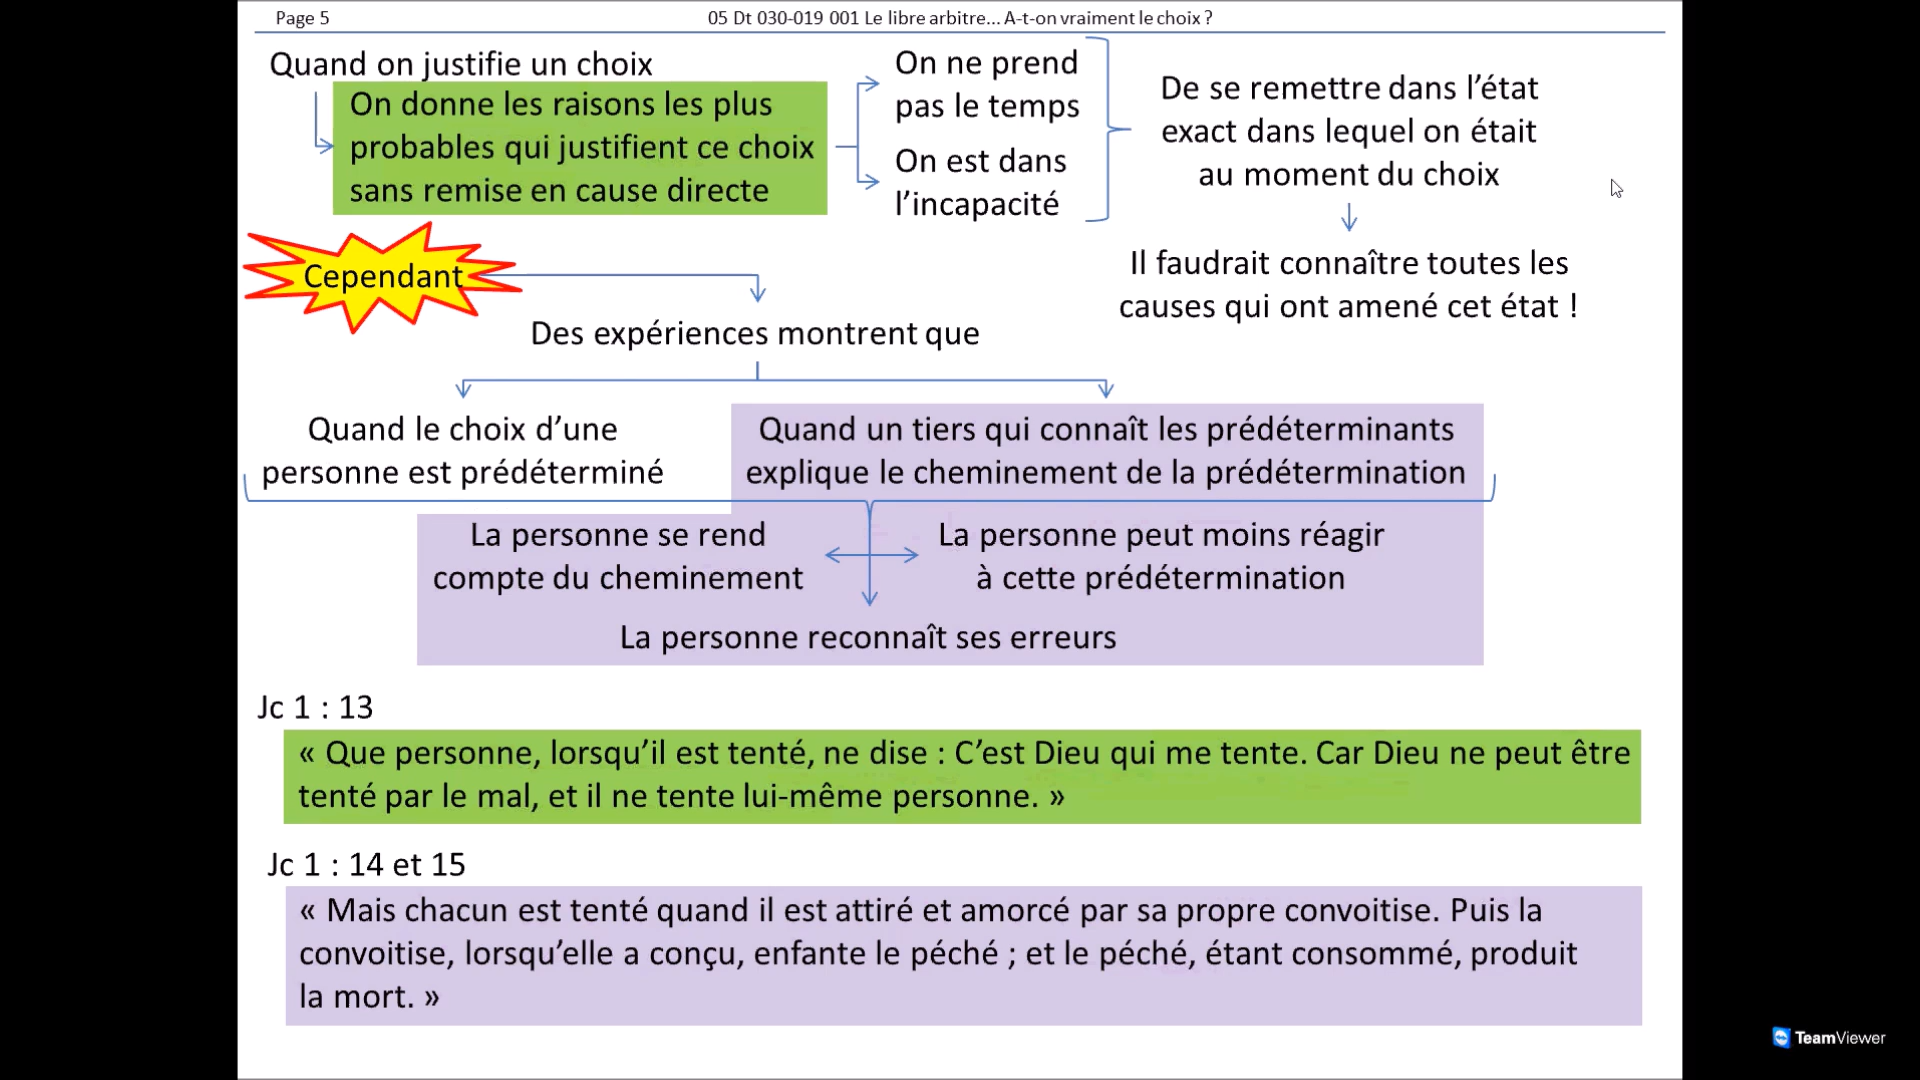 Page 5
05 Dt 030-019 001 Le libre arbitre... A-t-on vraiment le choix ?
Quand on justifie un choix
On donne les raisons les plus
probables qui justifient ce choix
sans remise en cause directe
On ne prend
pas le temps
On est dans
l’incapacité
De se remettre dans l’état
exact dans lequel on était
au moment du choix
Il faudrait connaître toutes les
causes qui ont amené cet état !
Cependant
Des expériences montrent que
Quand le choix d’une
personne est prédéterminé
Quand un tiers qui connaît les prédéterminants
explique le cheminement de la prédétermination
La personne se rend
compte du cheminement
La personne peut moins réagir
à cette prédétermination
La personne reconnaît ses erreurs
Jc 1 : 13
« Que personne, lorsqu’il est tenté, ne dise : C’est Dieu qui me tente. Car Dieu ne peut être
tenté par le mal, et il ne tente lui-même personne. »
Jc 1 : 14 et 15
« Mais chacun est tenté quand il est attiré et amorcé par sa propre convoitise. Puis la
convoitise, lorsqu’elle a conçu, enfante le péché ; et le péché, étant consommé, produit
la mort. »
TeamViewer